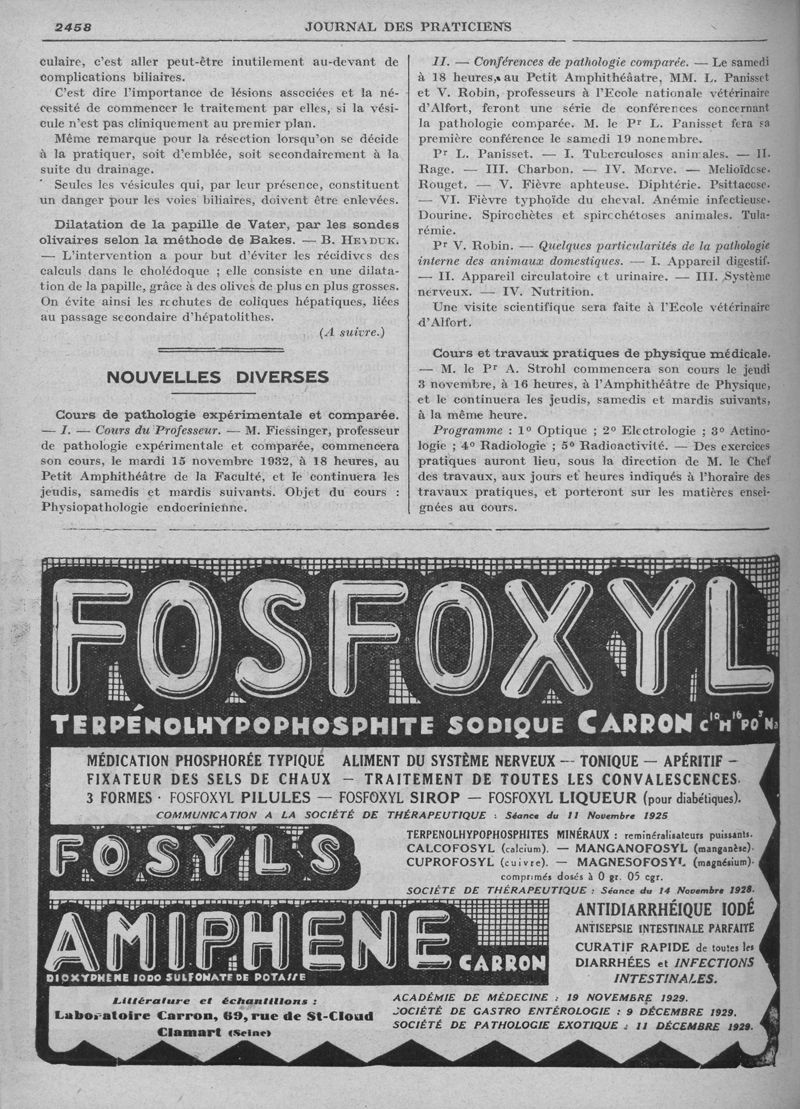 2458
JOURNAL DES PRATICIENS
culaire, c'est aller peut-être inutilement au-devant de
complications biliaires.
C'est dire l'importance de lésions associées et la né-
cessité de commencer le traitement par elles, si la vési-
cule n'est pas cliniquement au premier plan.
Même remarque pour la résection lorsqu'on se décide
à la pratiquer, soit d'emblée, soit secondairement à la
suite du drainage.
Seules les vésicules qui, par leur présence, constituent
un danger pour les voies biliaires, doivent être enlevées.
Dilatation de la papille de Vater, par les sondes
olivaires selon la méthode de Bakes. — B. HEYDUK.
— L'intervention a pour but d'éviter les récidives des
calculs dans le cholédoque ; elle consiste en une dilata-
tion de la papille, grâce à des olives de plus en plus grosses.
On évite ainsi les rechutes de coliques hépatiques, liées
au passage secondaire d'hépatolithes.
(A suivre.)
NOUVELLES DIVERSES
Cours de pathologie expérimentale et comparée.
— I. — Cours du Professeur. — M. Fiessinger, professeur
de pathologie expérimentale et comparée, commencera
son cours, le mardi 15 novembre 1932, à 18 heures, au
Petit Amphithéâtre de la Faculté, et le continuera les
jeudis, samedis et mardis suivants. Objet du cours :
Physiopathologie endocrinienne.
II. — Conférences de pathologie comparée. — Le samedi
à 18 heures, au Petit Amphithéâatre, MM. L. Panisset
et V. Robin, professeurs à l'Ecole nationale vétérinaire
d'Alfort, feront une série de conférences concernant
la pathologie comparée. M. le Pr L. Panisset fera sa
première conférence le samedi 19 nonembre.
Pr L. Panisset. — I. Tuberculoses animales. — II.
Rage. — III. Charbon. — IV. Morve. — Melioïdose.
Rouget. — V. Fièvre aphteuse. Diphtérie. Psittacose.
— VI. Fièvre typhoïde du cheval. Anémie infectieuse.
Dourine. Spirochètes et spirochétoses animales. Tula-
rémie.
Pr V. Robin. — Quelques particularités de la pathologie
interne des animaux domestiques. — I. Appareil digestif.
— II. Appareil circulatoire et urinaire. — III. Système
nerveux. — IV. Nutrition.
Une visite scientifique sera faite à l'Ecole vétérinaire
d'Alfort.
Cours et travaux pratiques de physique médicale.
— M. le Pr A. Strohl commencera son cours le jeudi
3 novembre, à 16 heures, à l'Amphithéâtre de Physique,
et le continuera les jeudis, samedis et mardis suivants,
à la même heure.
Programme : 1º Optique ; 2º Electrologie ; 3º Actino-
logie ; 4º Radiologie ; 5º Radioactivité. — Des exercices
pratiques auront lieu, sous la direction de M. le Chef
des travaux, aux jours et heures indiqués à l'horaire des
travaux pratiques, et porteront sur les matières ensei-
gnées au cours.
FOSFOXYL
TERPÉNOLHYPOPHOSPHITE SODIQUE CARRON C10H16PO3Na
MÉDICATION PHOSPHORÉE TYPIQUE ALIMENT DU SYSTÈME NERVEUX — TONIQUE — APÉRITIF —
FIXATEUR DES SELS DE CHAUX — TRAITEMENT DE TOUTES LES CONVALESCENCES.
3 FORMES · FOSFOXYL PILULES — FOSFOXYL SIROP — FOSFOXYL LIQUEUR (pour diabétiques).
COMMUNICATION A LA SOCIÉTÉ DE THÉRAPEUTIQUE : Séance du 11 Novembre 1925
FOSYLS
TERPENOLHYPOPHOSPHITES MINÉRAUX : reminéralisateurs puissants.
CALCOFOSYL (calcium). — MANGANOFOSYL (manganèse).
CUPROFOSYL (cuivre). — MAGNESOFOSYL (magnésium).
comprimés dosés à 0 gr. 05 cgr.
SOCIÉTE DE THÉRAPEUTIQUE : Séance du 14 Novembre 1928.
AMIPHENE CARRON
DIOXYPHENE IODO SULFONATE DE POTASSE
ANTIDIARRHÉIQUE IODÉ
ANTISEPSIE INTESTINALE PARFAITE
CURATIF RAPIDE de toutes les
DIARRHÉES et INFECTIONS
INTESTINALES.
Littérature et échantillons :
Laboratoire Carron, 69, rue de St-Cloud
Clamart (Seine)
ACADÉMIE DE MÉDECINE : 19 NOVEMBRE 1929.
SOCIÉTÉ DE GASTRO ENTÉROLOGIE : 9 DÉCEMBRE 1929.
SOCIÉTÉ DE PATHOLOGIE EXOTIQUE : 11 DÉCEMBRE 1929.